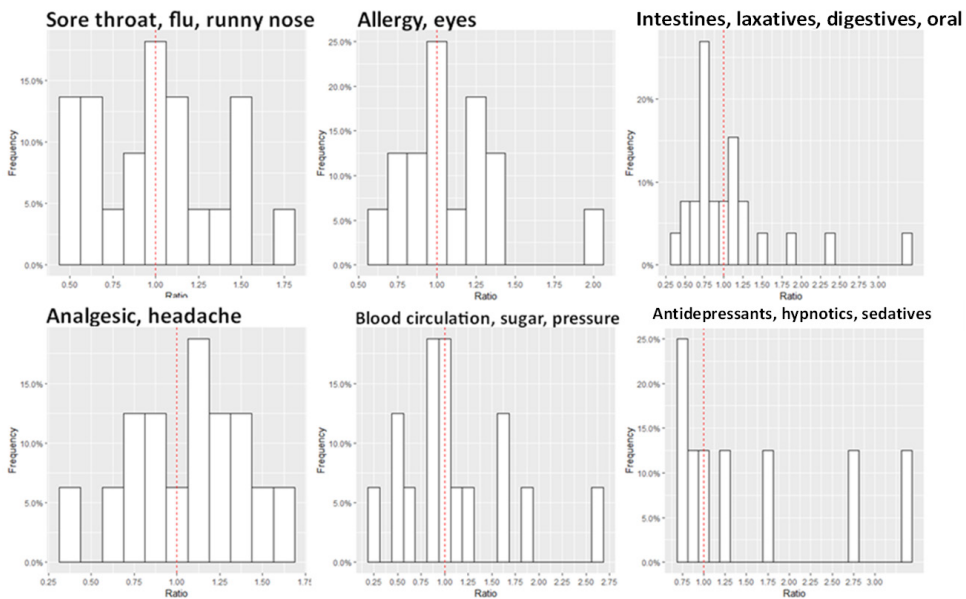 Sore throat, flu, runny nose
Frequency
15.0%
10.0%
5.0%
0.0%
0.50 0.75 1.00 1.25 1.50 1.75
Ratio
Allergy, eyes
Frequency
25.0%
20.0%
15.0%
10.0%
5.0%
0.0%
0.50 0.75 1.00 1.25 1.50 1.75 2.00
Ratio
Intestines, laxatives, digestives, oral
Frequency
20%
10%
0%
0.25 0.50 0.75 1.00 1.25 1.50 1.75 2.00 2.25 2.50 2.75 3.00
Ratio
Analgesic, headache
Frequency
15.0%
10.0%
5.0%
0.0%
0.25 0.50 0.75 1.00 1.25 1.50 1.75
Ratio
Blood circulation, sugar, pressure
Frequency
15.0%
10.0%
5.0%
0.0%
0.25 0.50 0.75 1.00 1.25 1.50 1.75 2.00 2.25 2.50 2.75
Ratio
Antidepressants, hypnotics, sedatives
Frequency
25.0%
20.0%
15.0%
10.0%
5.0%
0.0%
0.75 1.00 1.25 1.50 1.75 2.00 2.25 2.50 2.75 3.00
Ratio